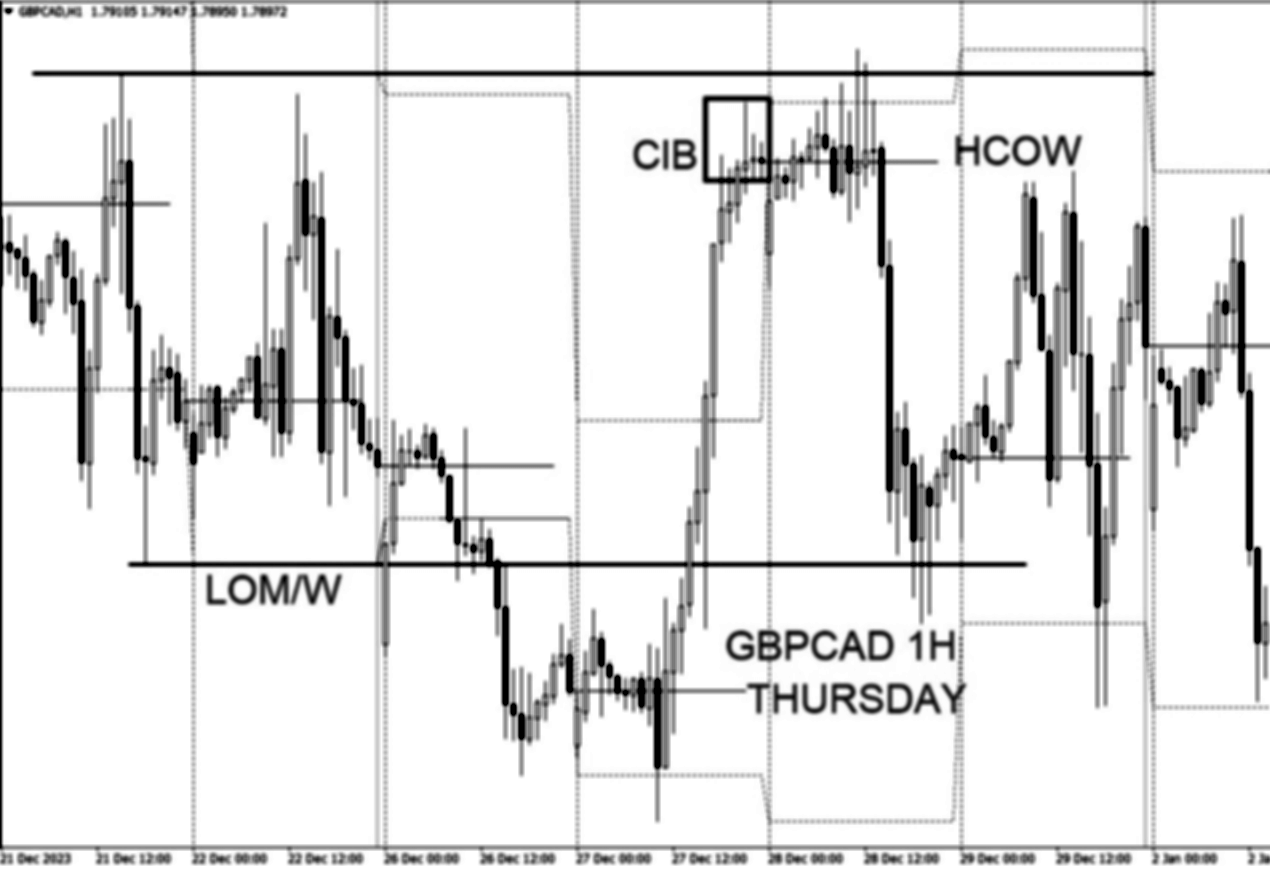 GBPCAD,H1 1.79105 1.79147 1.78950 1.78972
CIB
HCOW
LOM/W
GBPCAD 1H
THURSDAY
21 Dec 2023 21 Dec 12:00 22 Dec 00:00 22 Dec 12:00 26 Dec 00:00 26 Dec 12:00 27 Dec 00:00 27 Dec 12:00 28 Dec 00:00 28 Dec 12:00 29 Dec 00:00 29 Dec 12:00 2 Jan 00:00 2 Ja